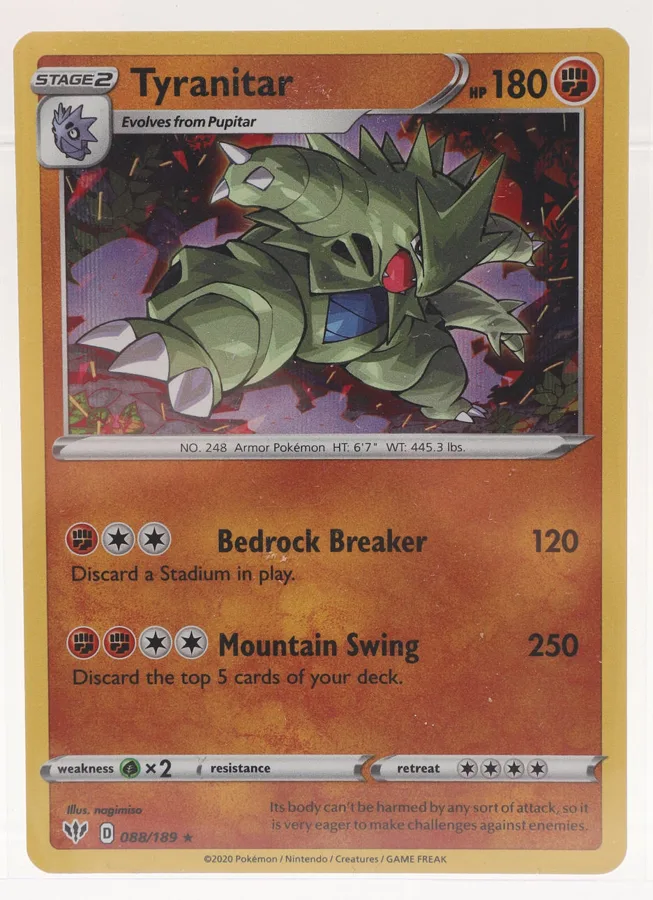 STAGE 2 Tyranitar HP 180
Evolves from Pupitar
NO. 248 Armor Pokémon HT: 6'7" WT: 445.3 lbs.
Bedrock Breaker 120
Discard a Stadium in play.
Mountain Swing 250
Discard the top 5 cards of your deck.
weakness ×2 resistance retreat
Illus. nagimiso
Its body can't be harmed by any sort of attack, so it
is very eager to make challenges against enemies.
D 088/189 ★
©2020 Pokémon / Nintendo / Creatures / GAME FREAK